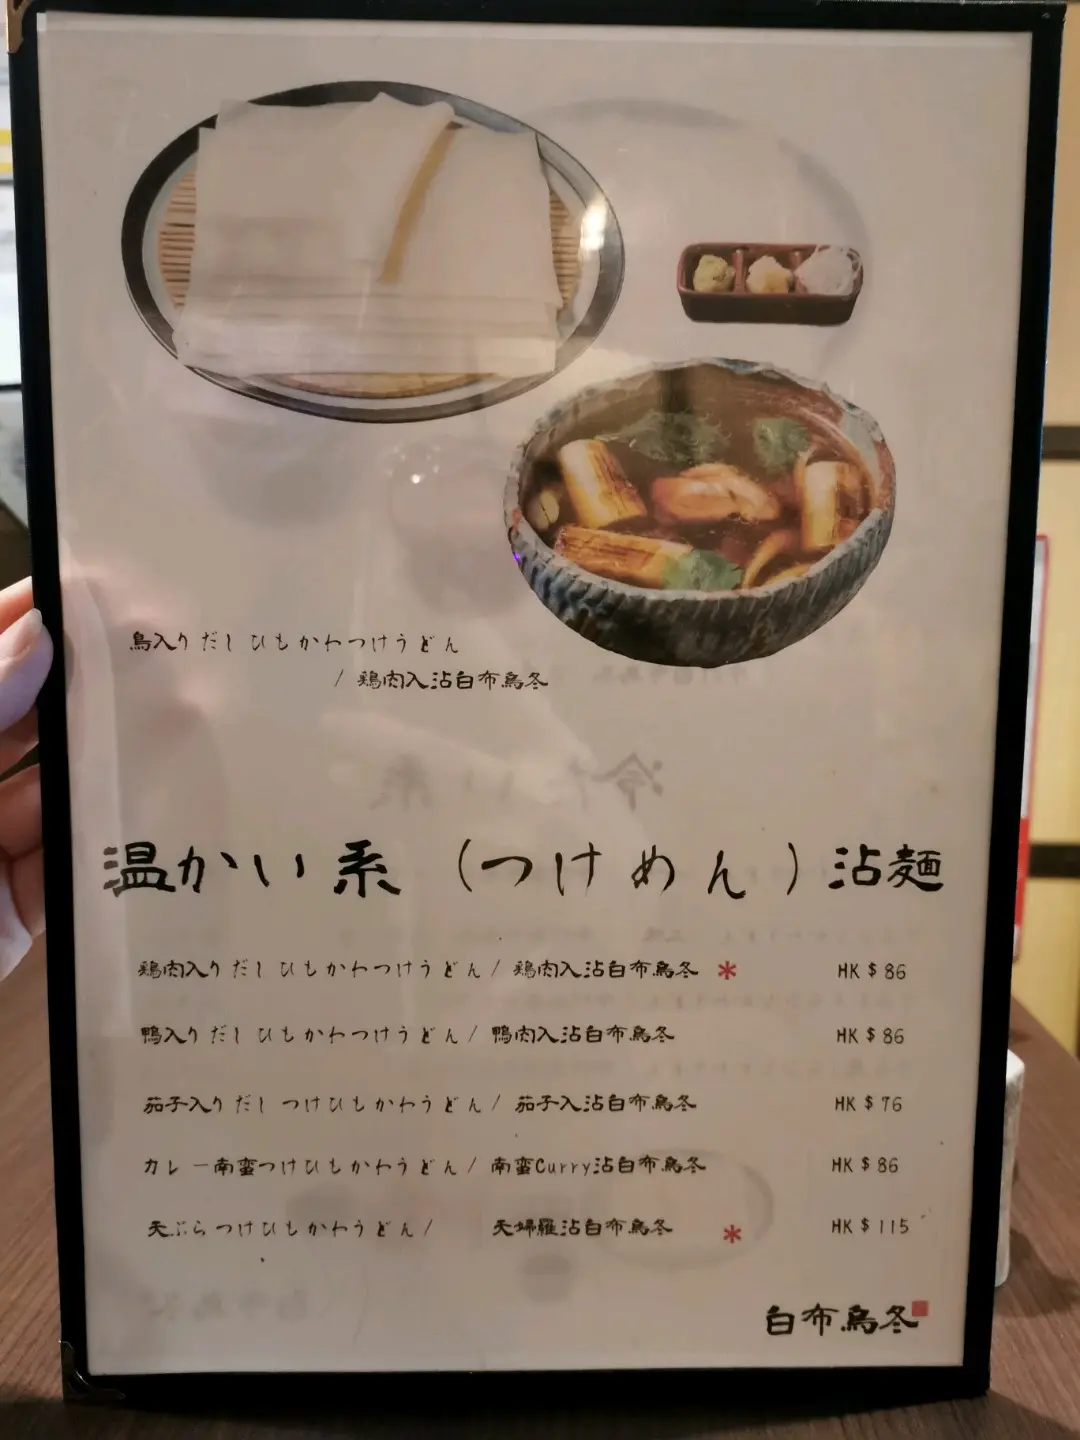 鳥入りだしひもかわつけうどん
/ 鶏肉入沾白布烏冬
温かい系 (つけめん) 沾麺
鶏肉入りだしひもかわつけうどん/ 鶏肉入沾白布烏冬 * HK $ 86
鴨入りだしひもかわつけうどん/ 鴨肉入沾白布烏冬 HK $ 86
茄子入りだし つけひもかわうどん/ 茄子入沾白布烏冬 HK $ 76
カレー南蛮つけひもかわうどん/ 南蛮Curry沾白布烏冬 HK $ 86
天ぷらつけひもかわうどん/ 天婦羅沾白布烏冬 * HK $ 115
白布烏冬